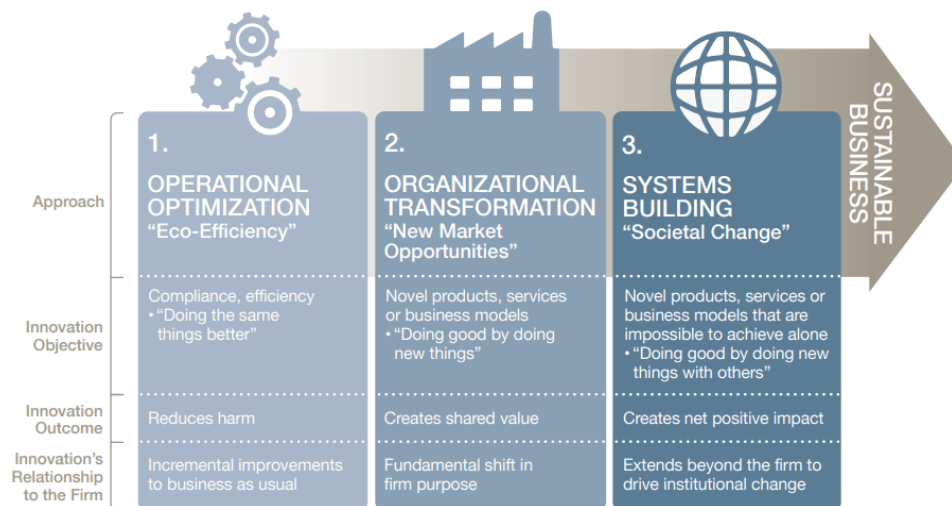 SUSTAINABLE
BUSINESS
Approach
1.
OPERATIONAL
OPTIMIZATION
“Eco-Efficiency”
2.
ORGANIZATIONAL
TRANSFORMATION
“New Market
Opportunities”
3.
SYSTEMS
BUILDING
“Societal Change”
Innovation
Objective
Compliance, efficiency
• “Doing the same
things better”
Novel products, services
or business models
• “Doing good by doing
new things”
Novel products, services or
business models that are
impossible to achieve alone
• “Doing good by doing new
things with others”
Innovation
Outcome
Reduces harm
Creates shared value
Creates net positive impact
Innovation’s
Relationship
to the Firm
Incremental improvements
to business as usual
Fundamental shift in
firm purpose
Extends beyond the firm to
drive institutional change